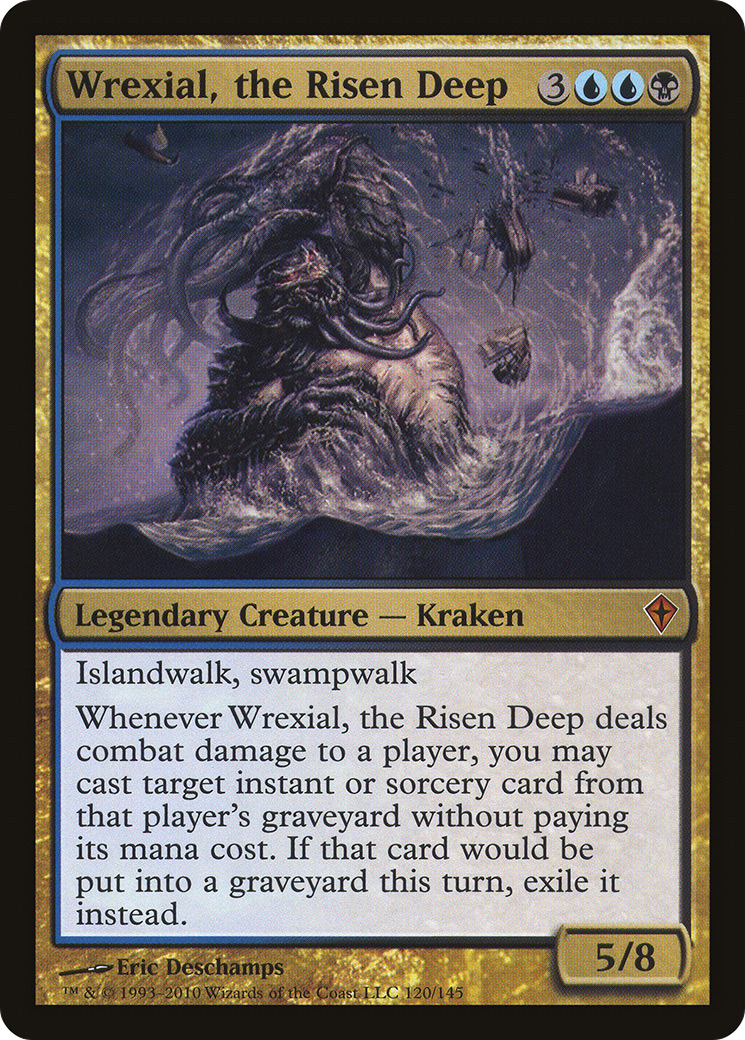 Wrexial, the Risen Deep 3
Legendary Creature — Kraken
Islandwalk, swampwalk
Whenever Wrexial, the Risen Deep deals
combat damage to a player, you may
cast target instant or sorcery card from
that player's graveyard without paying
its mana cost. If that card would be
put into a graveyard this turn, exile it
instead.
5/8
Eric Deschamps
™ & © 1993–2010 Wizards of the Coast LLC 120/145